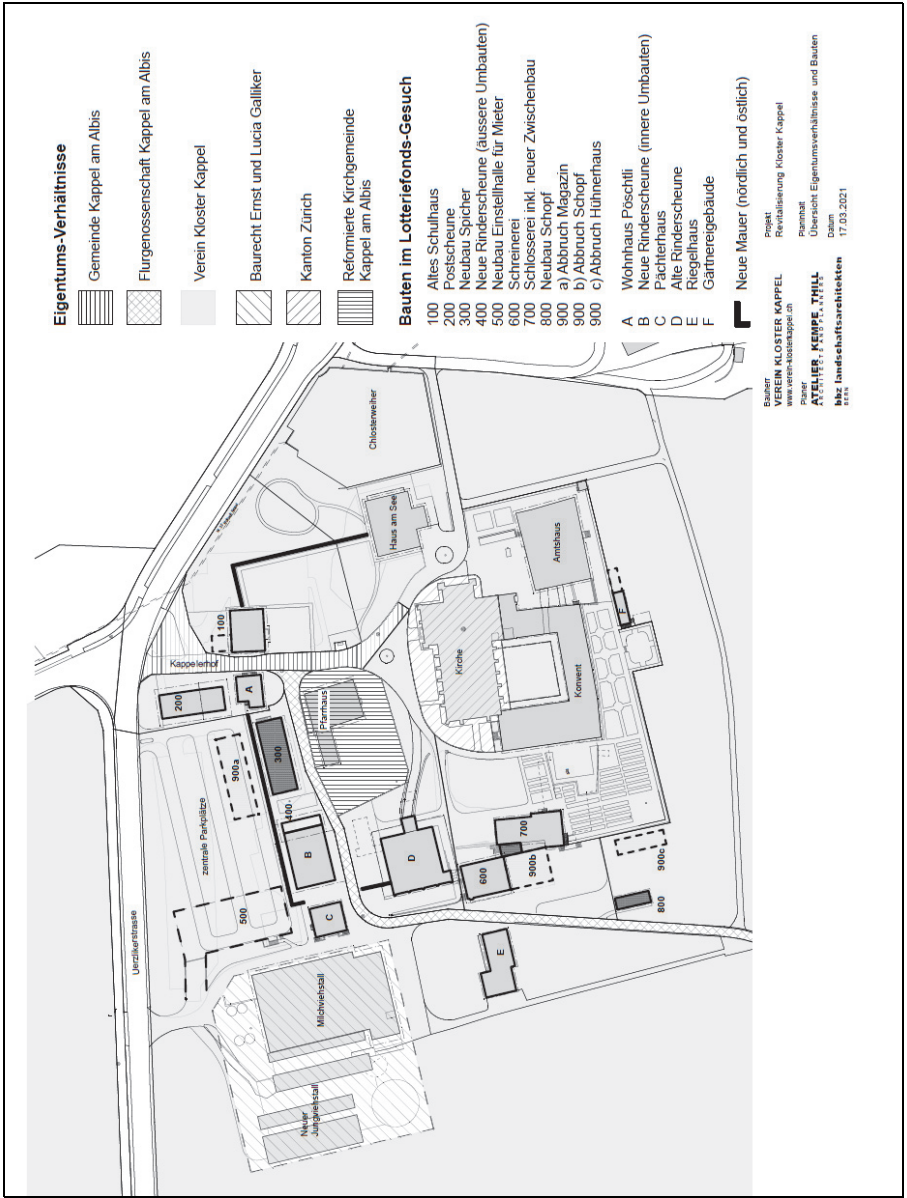 Eigentums-Verhältnisse
Gemeinde Kappel am Albis
Flurgenossenschaft Kappel am Albis
Verein Kloster Kappel
Baurecht Ernst und Lucia Galliker
Kanton Zürich
Reformierte Kirchgemeinde
Kappel am Albis
Bauten im Lotteriefonds-Gesuch
100 Altes Schulhaus
200 Postscheune
300 Neubau Spicher
400 Neue Rinderscheune (äussere Umbauten)
500 Neubau Einstellhalle für Mieter
600 Schreinerei
700 Schlosserei inkl. neuer Zwischenbau
800 Neubau Schopf
900 a) Abbruch Magazin
900 b) Abbruch Schopf
900 c) Abbruch Hühnerhaus
A Wohnhaus Pöschtli
B Neue Rinderscheune (innere Umbauten)
C Pächterhaus
D Alte Rinderscheune
E Riegelhaus
F Gärtnereigebäude
Neue Mauer (nördlich und östlich)
Bauherr
VEREIN KLOSTER KAPPEL
www.verein-klosterkappel.ch
Planer
ATELIER KEMPE THILL
ARCHITECTS AND PLANNERS
bbz landschaftsarchitekten
BERN
Projekt
Revitalisierung Kloster Kappel
Planinhalt
Übersicht Eigentumsverhältnisse und Bauten
Datum
17.03.2021
Uerzlikerstrasse
zentrale Parkplätze
Kappelerhof
Chlosterweiher
Haus am See
Amtshaus
Kirche
Konvent
Pfarrhaus
Milchviehstall
Neuer
Jungviehstall
100
200
A
300
900a
400
B
500
C
D
600
700
900b
900c
800
E
F